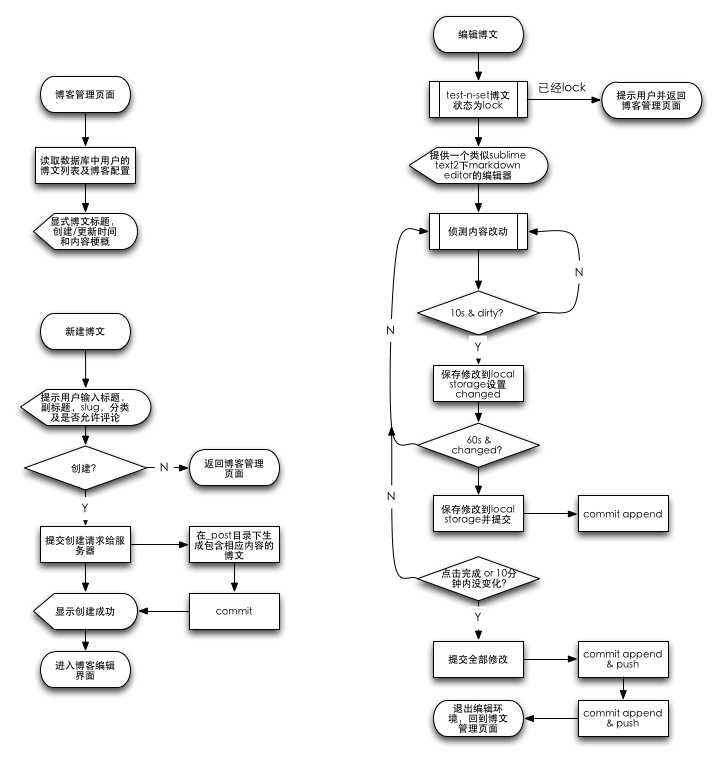 博客管理页面
读取数据库中用户的
博文列表及博客配置
显式博文标题，
创建/更新时间
和内容梗概
新建博文
提示用户输入标题，
副标题，slug，分类
及是否允许评论
创建?
N
返回博客管理
页面
Y
提交创建请求给服
务器
在_post目录下生
成包含相应内容的
博文
显示创建成功
commit
进入博客编辑
界面
编辑博文
test-n-set博文
状态为lock
已经lock
提示用户并返回
博客管理页面
提供一个类似sublime
text2下markdown
editor的编辑器
侦测内容改动
N
10s & dirty?
N
Y
保存修改到local
storage设置
changed
60s &
changed?
N
保存修改到local
storage并提交
commit append
点击完成 or 10分
钟内没变化?
Y
提交全部修改
commit append
& push
退出编辑环
境，回到博文
管理页面
commit append
& push